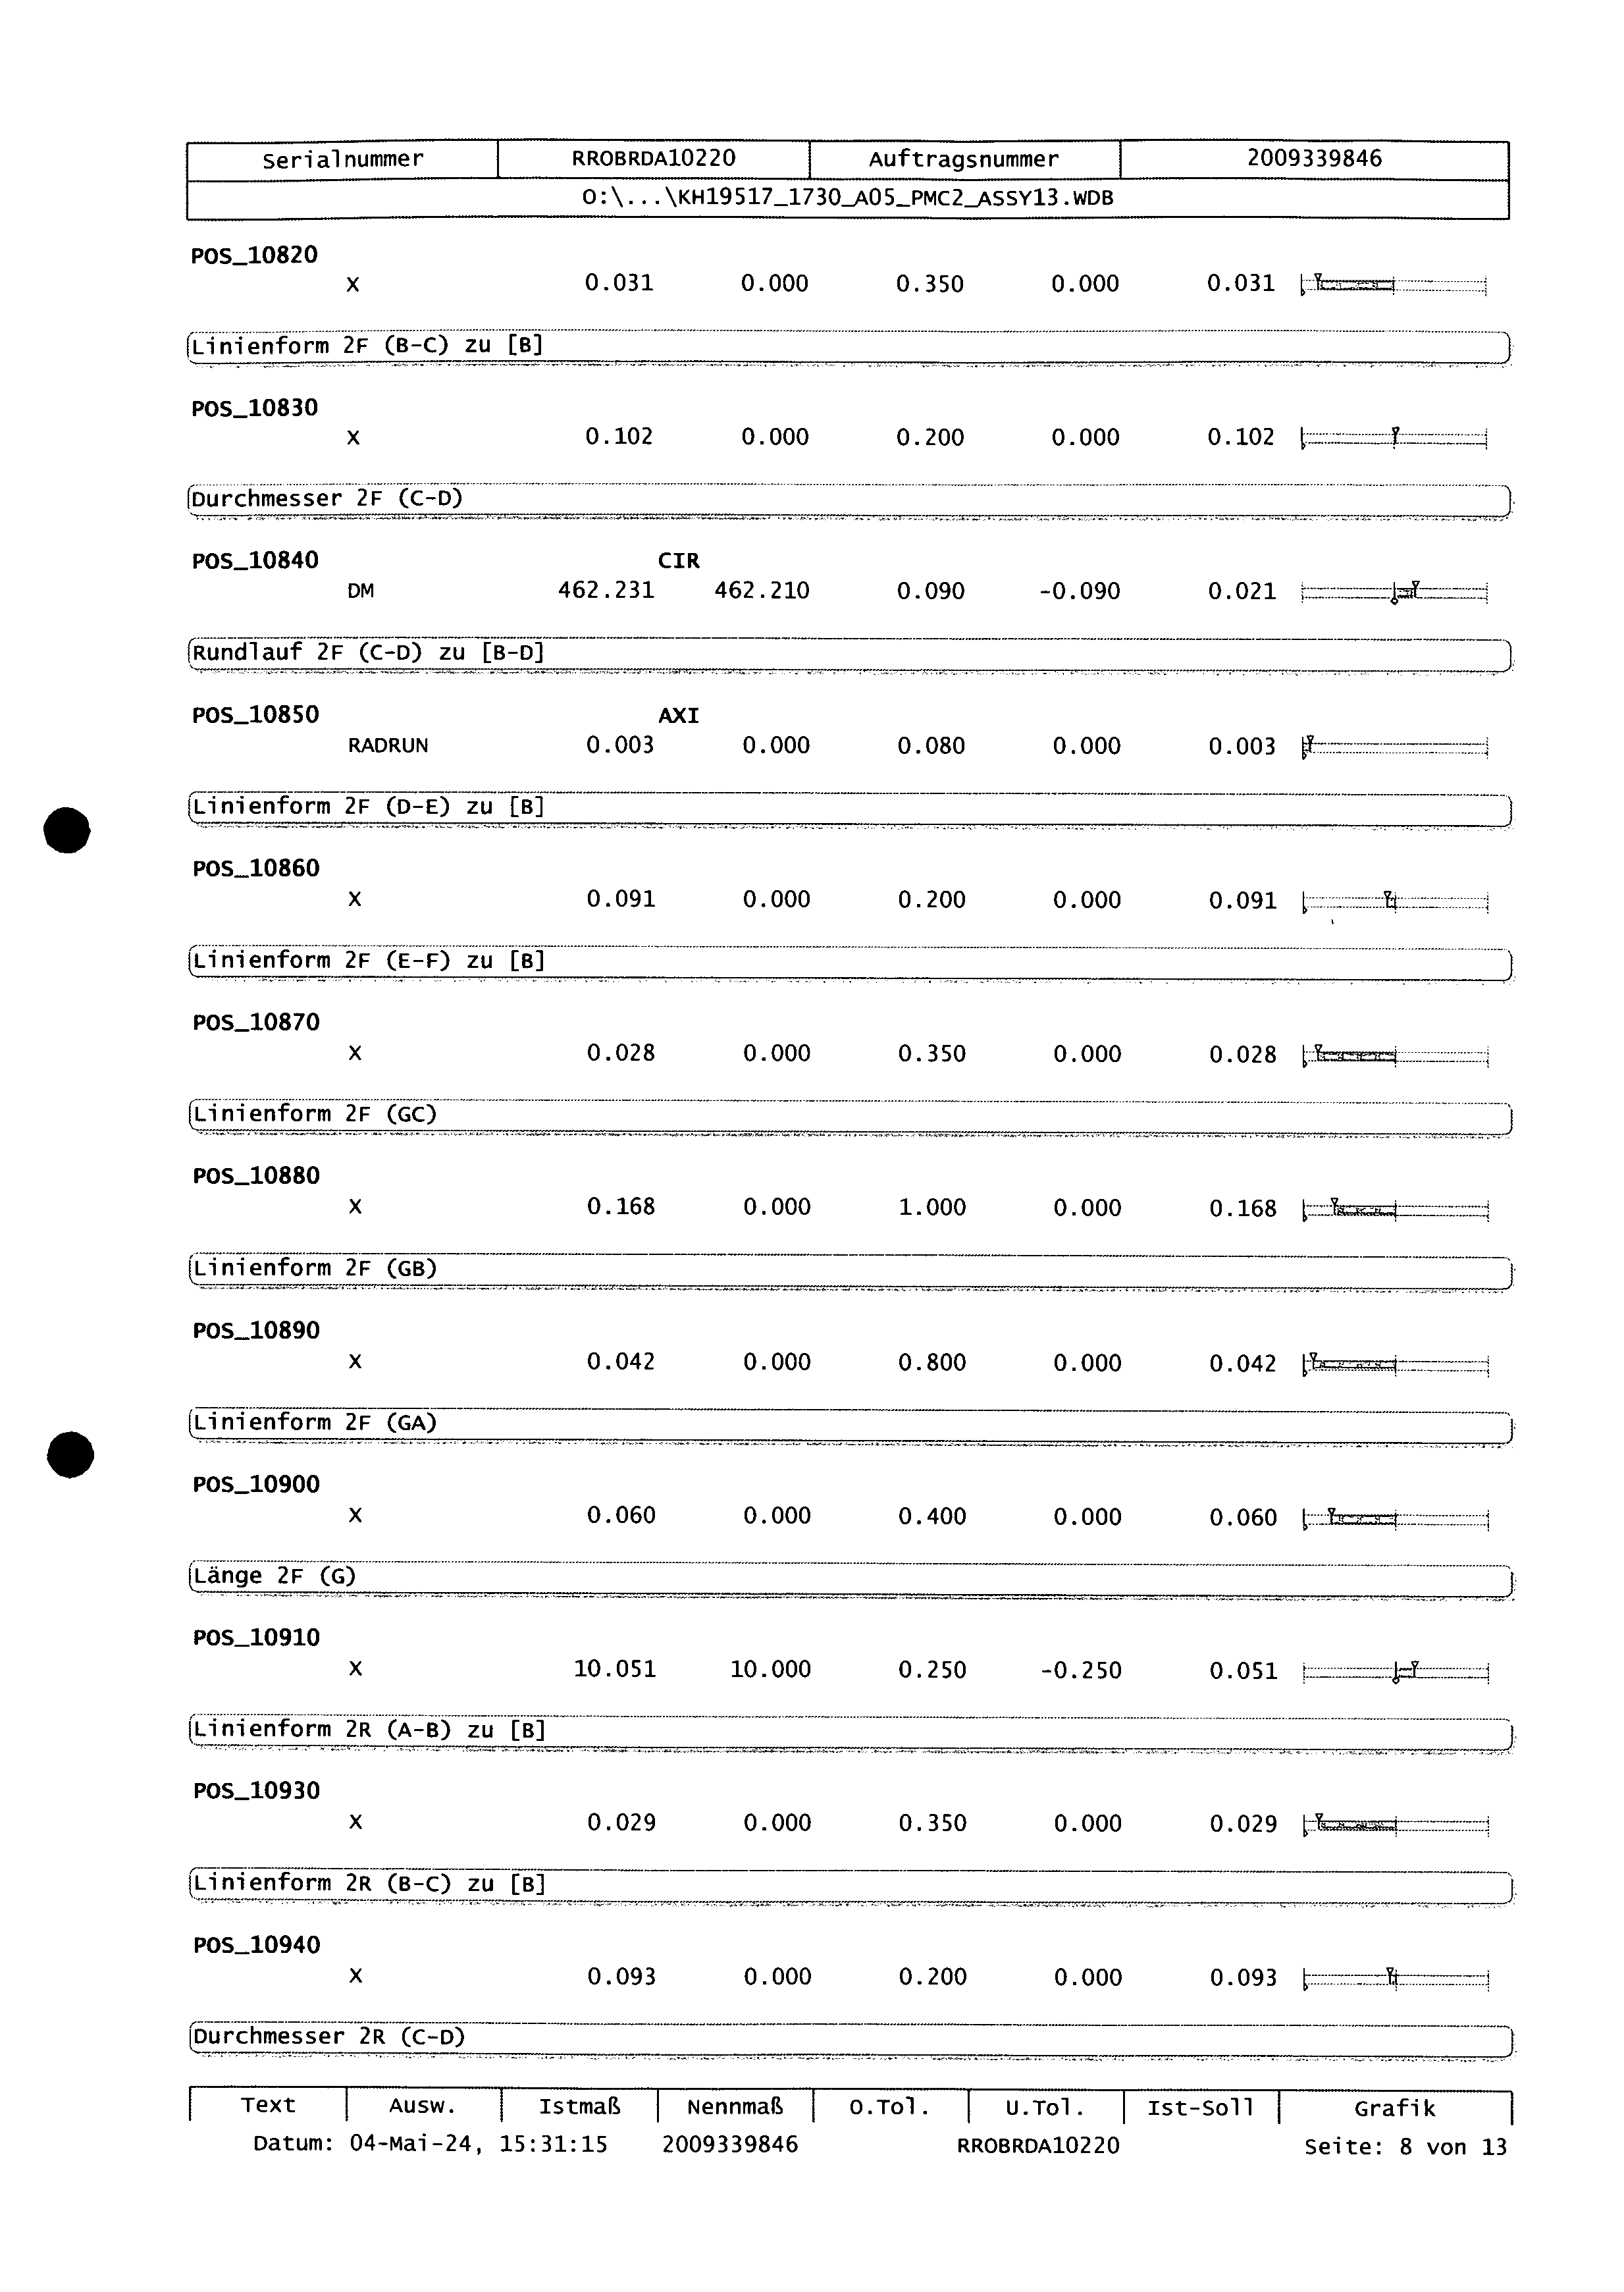 Serialnummer RROBRDA10220 Auftragsnummer 2009339846
O:\...\KH19517_1730_A05_PMC2_ASSY13.WDB
POS_10820
X 0.031 0.000 0.350 0.000 0.031
Linienform 2F (B-C) zu [B]
POS_10830
X 0.102 0.000 0.200 0.000 0.102
Durchmesser 2F (C-D)
POS_10840 CIR
DM 462.231 462.210 0.090 -0.090 0.021
Rundlauf 2F (C-D) zu [B-D]
POS_10850 AXI
RADRUN 0.003 0.000 0.080 0.000 0.003
Linienform 2F (D-E) zu [B]
POS_10860
X 0.091 0.000 0.200 0.000 0.091
Linienform 2F (E-F) zu [B]
POS_10870
X 0.028 0.000 0.350 0.000 0.028
Linienform 2F (GC)
POS_10880
X 0.168 0.000 1.000 0.000 0.168
Linienform 2F (GB)
POS_10890
X 0.042 0.000 0.800 0.000 0.042
Linienform 2F (GA)
POS_10900
X 0.060 0.000 0.400 0.000 0.060
Länge 2F (G)
POS_10910
X 10.051 10.000 0.250 -0.250 0.051
Linienform 2R (A-B) zu [B]
POS_10930
X 0.029 0.000 0.350 0.000 0.029
Linienform 2R (B-C) zu [B]
POS_10940
X 0.093 0.000 0.200 0.000 0.093
Durchmesser 2R (C-D)
Text Ausw. Istmaß Nennmaß O.Tol. U.Tol. Ist-Soll Grafik
Datum: 04-Mai-24, 15:31:15 2009339846 RROBRDA10220 Seite: 8 von 13